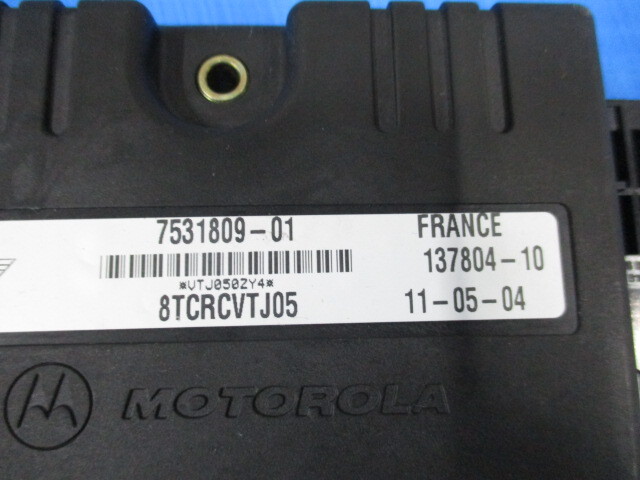 7531809-01
FRANCE
137804-10
*VTJ050ZY4*
8TCRCVTJ05
11-05-04
MOTOROLA